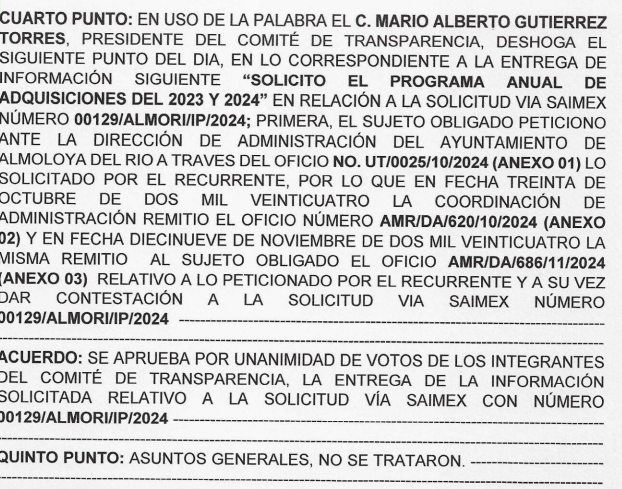 CUARTO PUNTO: EN USO DE LA PALABRA EL C. MARIO ALBERTO GUTIERREZ
TORRES, PRESIDENTE DEL COMITÉ DE TRANSPARENCIA, DESHOGA EL
SIGUIENTE PUNTO DEL DIA, EN LO CORRESPONDIENTE A LA ENTREGA DE
INFORMACIÓN SIGUIENTE “SOLICITO EL PROGRAMA ANUAL DE
ADQUISICIONES DEL 2023 Y 2024” EN RELACIÓN A LA SOLICITUD VIA SAIMEX
NÚMERO 00129/ALMORI/IP/2024; PRIMERA, EL SUJETO OBLIGADO PETICIONO
ANTE LA DIRECCIÓN DE ADMINISTRACIÓN DEL AYUNTAMIENTO DE
ALMOLOYA DEL RIO A TRAVES DEL OFICIO NO. UT/0025/10/2024 (ANEXO 01) LO
SOLICITADO POR EL RECURRENTE, POR LO QUE EN FECHA TREINTA DE
OCTUBRE DE DOS MIL VEINTICUATRO LA COORDINACIÓN DE
ADMINISTRACIÓN REMITIO EL OFICIO NÚMERO AMR/DA/620/10/2024 (ANEXO
02) Y EN FECHA DIECINUEVE DE NOVIEMBRE DE DOS MIL VEINTICUATRO LA
MISMA REMITIO AL SUJETO OBLIGADO EL OFICIO AMR/DA/686/11/2024
(ANEXO 03) RELATIVO A LO PETICIONADO POR EL RECURRENTE Y A SU VEZ
DAR CONTESTACIÓN A LA SOLICITUD VIA SAIMEX NÚMERO
00129/ALMORI/IP/2024 ----------------------------------------------------------------
ACUERDO: SE APRUEBA POR UNANIMIDAD DE VOTOS DE LOS INTEGRANTES
DEL COMITÉ DE TRANSPARENCIA, LA ENTREGA DE LA INFORMACIÓN
SOLICITADA RELATIVO A LA SOLICITUD VÍA SAIMEX CON NÚMERO
00129/ALMORI/IP/2024 ----------------------------------------------------------------
QUINTO PUNTO: ASUNTOS GENERALES, NO SE TRATARON. --------------------